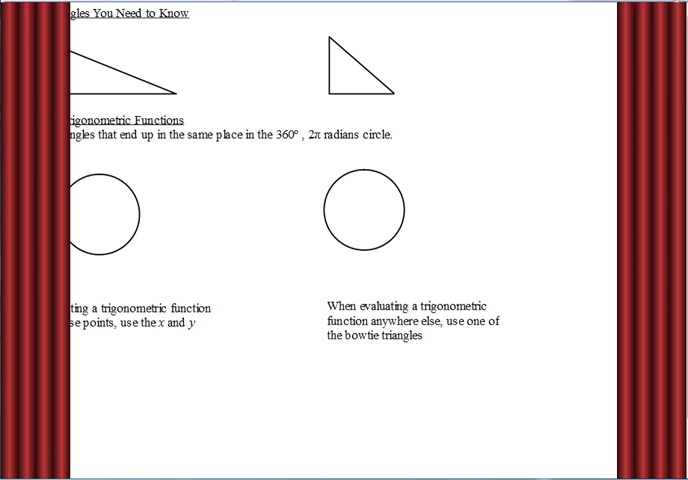 gles You Need to Know
rigonometric Functions
ngles that end up in the same place in the 360° , 2π radians circle.
ting a trigonometric function
se points, use the x and y
When evaluating a trigonometric
function anywhere else, use one of
the bowtie triangles